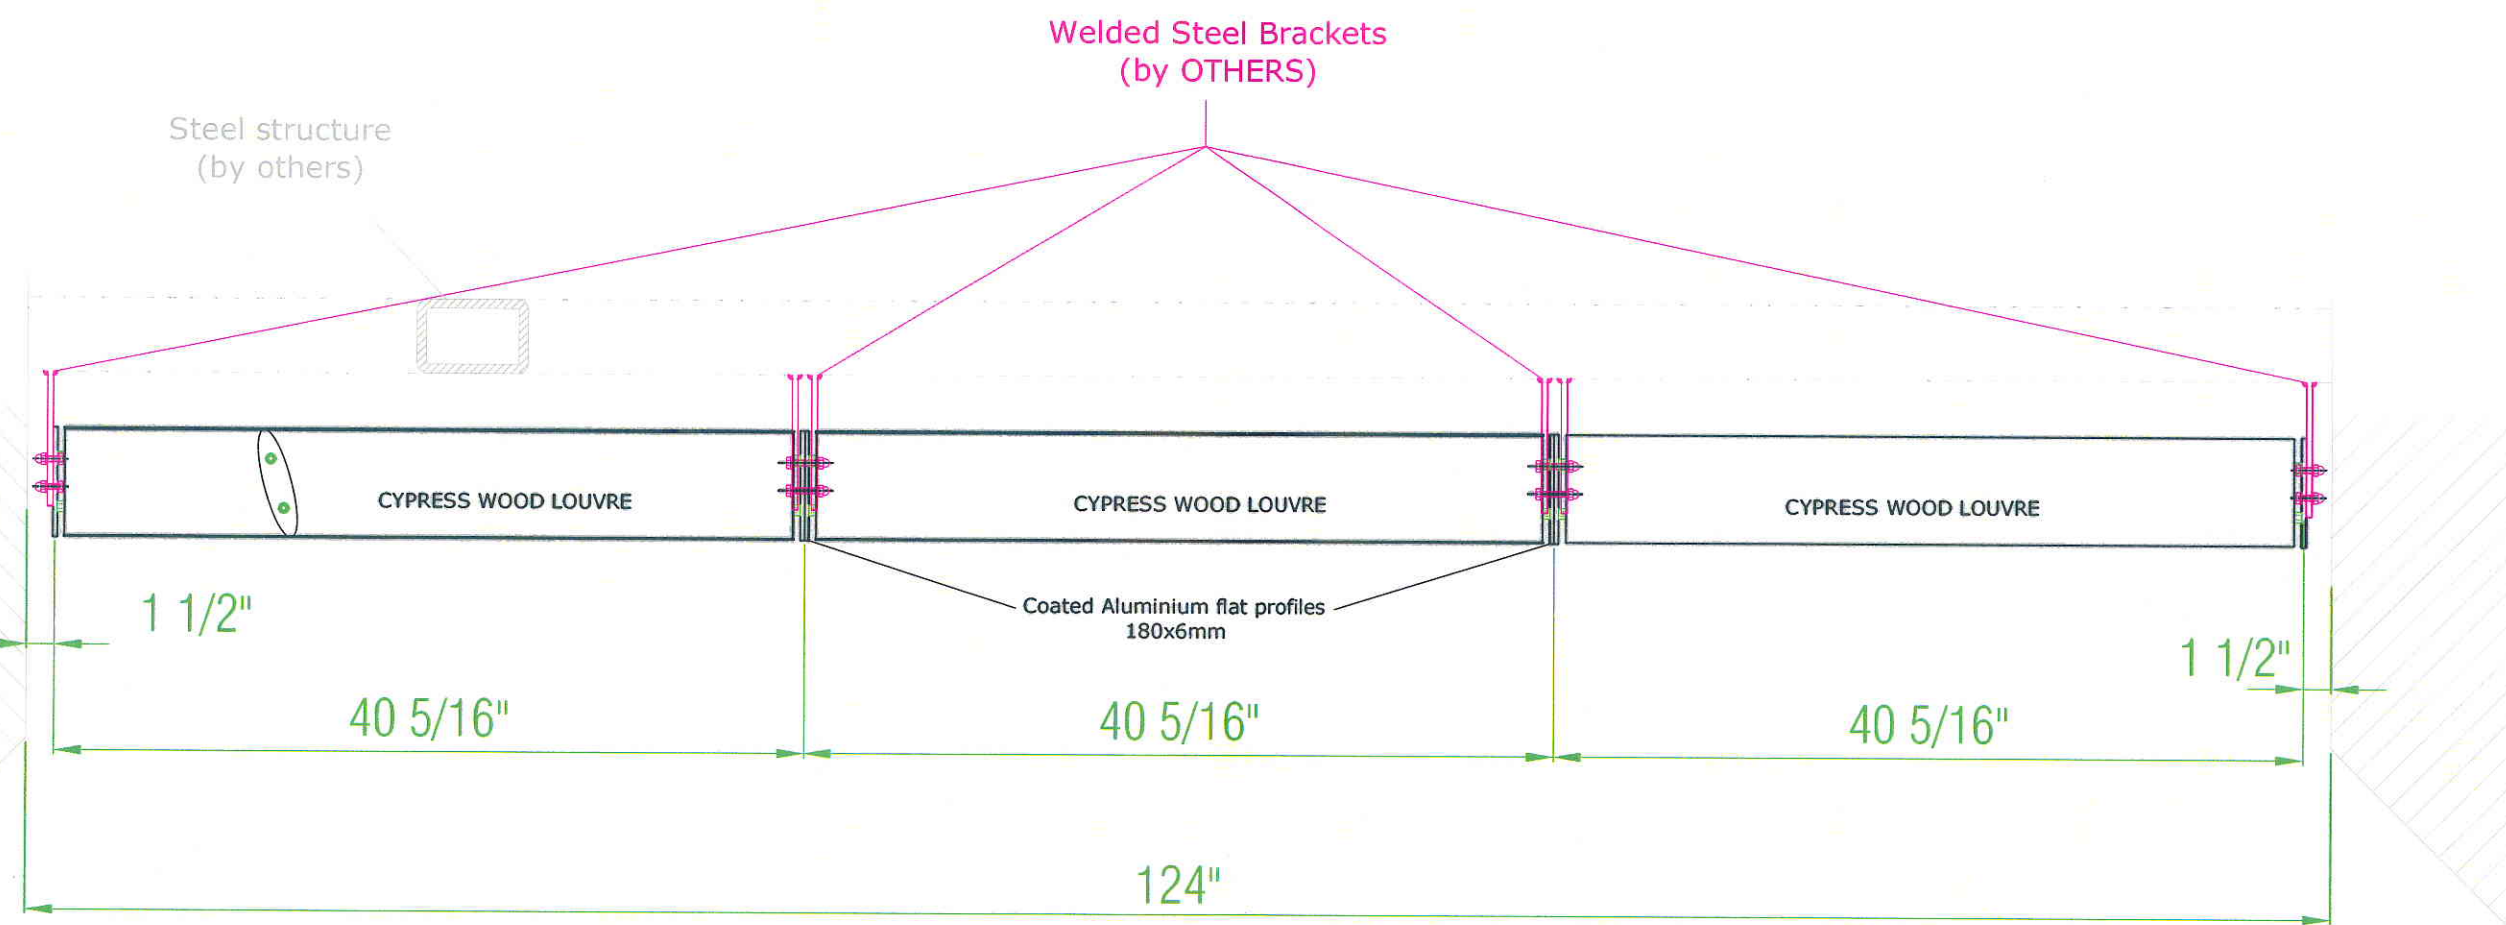 Welded Steel Brackets
(by OTHERS)
Steel structure
(by others)
CYPRESS WOOD LOUVRE
CYPRESS WOOD LOUVRE
CYPRESS WOOD LOUVRE
Coated Aluminium flat profiles
180x6mm
1 1/2"
1 1/2"
40 5/16"
40 5/16"
40 5/16"
124"